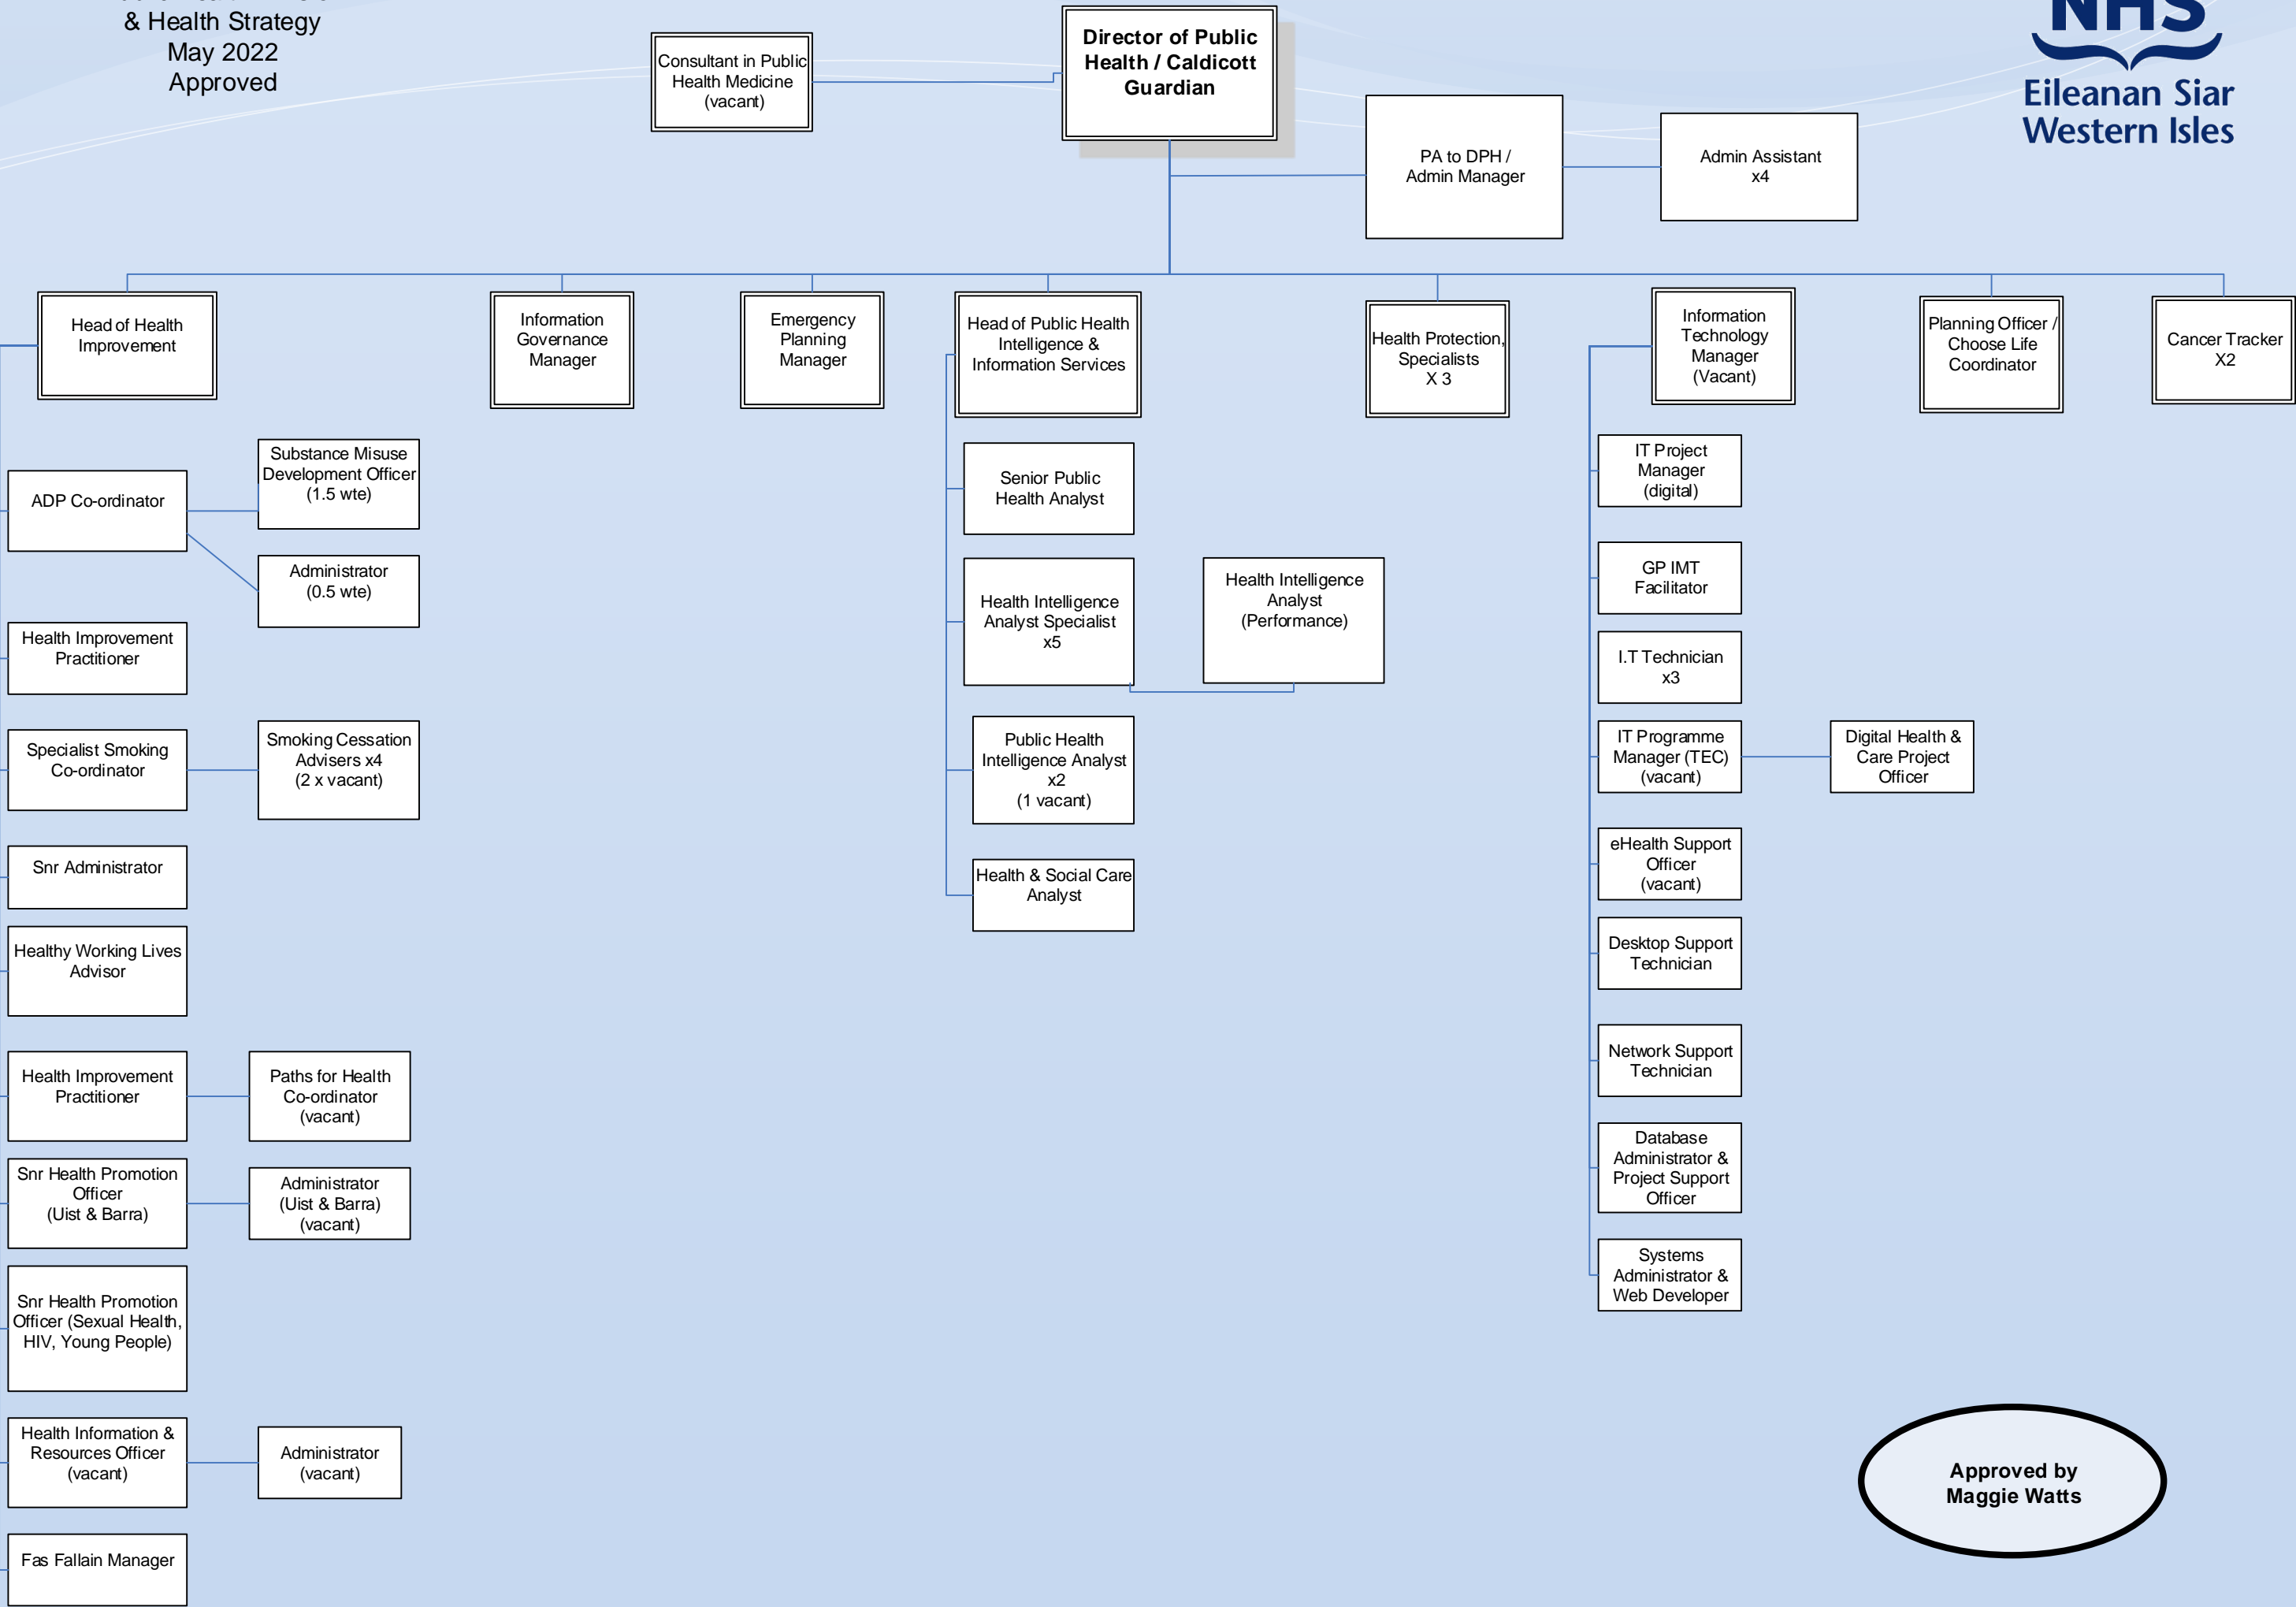 & Health Strategy
May 2022
Approved
Consultant in Public
Health Medicine
(vacant)
Director of Public
Health / Caldicott
Guardian
PA to DPH /
Admin Manager
Admin Assistant
x4
NHS
Eileanan Siar
Western Isles
Head of Health
Improvement
Information
Governance
Manager
Emergency
Planning
Manager
Head of Public Health
Intelligence &
Information Services
Health Protection,
Specialists
X 3
Information
Technology
Manager
(Vacant)
Planning Officer /
Choose Life
Coordinator
Cancer Tracker
X2
ADP Co-ordinator
Substance Misuse
Development Officer
(1.5 wte)
Administrator
(0.5 wte)
Health Improvement
Practitioner
Specialist Smoking
Co-ordinator
Smoking Cessation
Advisers x4
(2 x vacant)
Snr Administrator
Healthy Working Lives
Advisor
Health Improvement
Practitioner
Paths for Health
Co-ordinator
(vacant)
Snr Health Promotion
Officer
(Uist & Barra)
Administrator
(Uist & Barra)
(vacant)
Snr Health Promotion
Officer (Sexual Health,
HIV, Young People)
Health Information &
Resources Officer
(vacant)
Administrator
(vacant)
Fas Fallain Manager
Senior Public
Health Analyst
Health Intelligence
Analyst Specialist
x5
Health Intelligence
Analyst
(Performance)
Public Health
Intelligence Analyst
x2
(1 vacant)
Health & Social Care
Analyst
IT Project
Manager
(digital)
GP IMT
Facilitator
I.T Technician
x3
IT Programme
Manager (TEC)
(vacant)
Digital Health &
Care Project
Officer
eHealth Support
Officer
(vacant)
Desktop Support
Technician
Network Support
Technician
Database
Administrator &
Project Support
Officer
Systems
Administrator &
Web Developer
Approved by
Maggie Watts